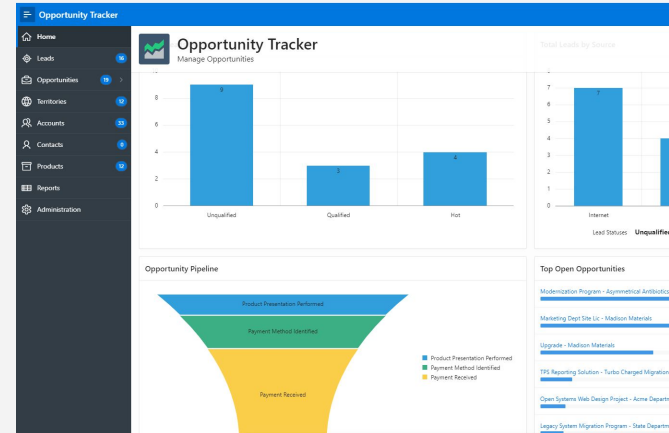 Opportunity Tracker
Home
Leads 16
Opportunities 19
Territories 12
Accounts 33
Contacts 0
Products 12
Reports
Administration
Opportunity Tracker
Manage Opportunities
8
6
4
2
0
9
3
4
Unqualified Qualified Hot
Total Leads by Source
7
6
5
4
3
2
1
0
7
Internet
Lead Statuses Unqualified
Opportunity Pipeline
Product Presentation Performed
Payment Method Identified
Payment Received
Product Presentation Performed
Payment Method Identified
Payment Received
Top Open Opportunities
Modernization Program - Asymmetrical Antibiotics
Marketing Dept Site Lic - Madison Materials
Upgrade - Madison Materials
TPS Reporting Solution - Turbo Charged Migration
Open Systems Web Design Project - Acme Departm
Legacy System Migration Program - State Departm